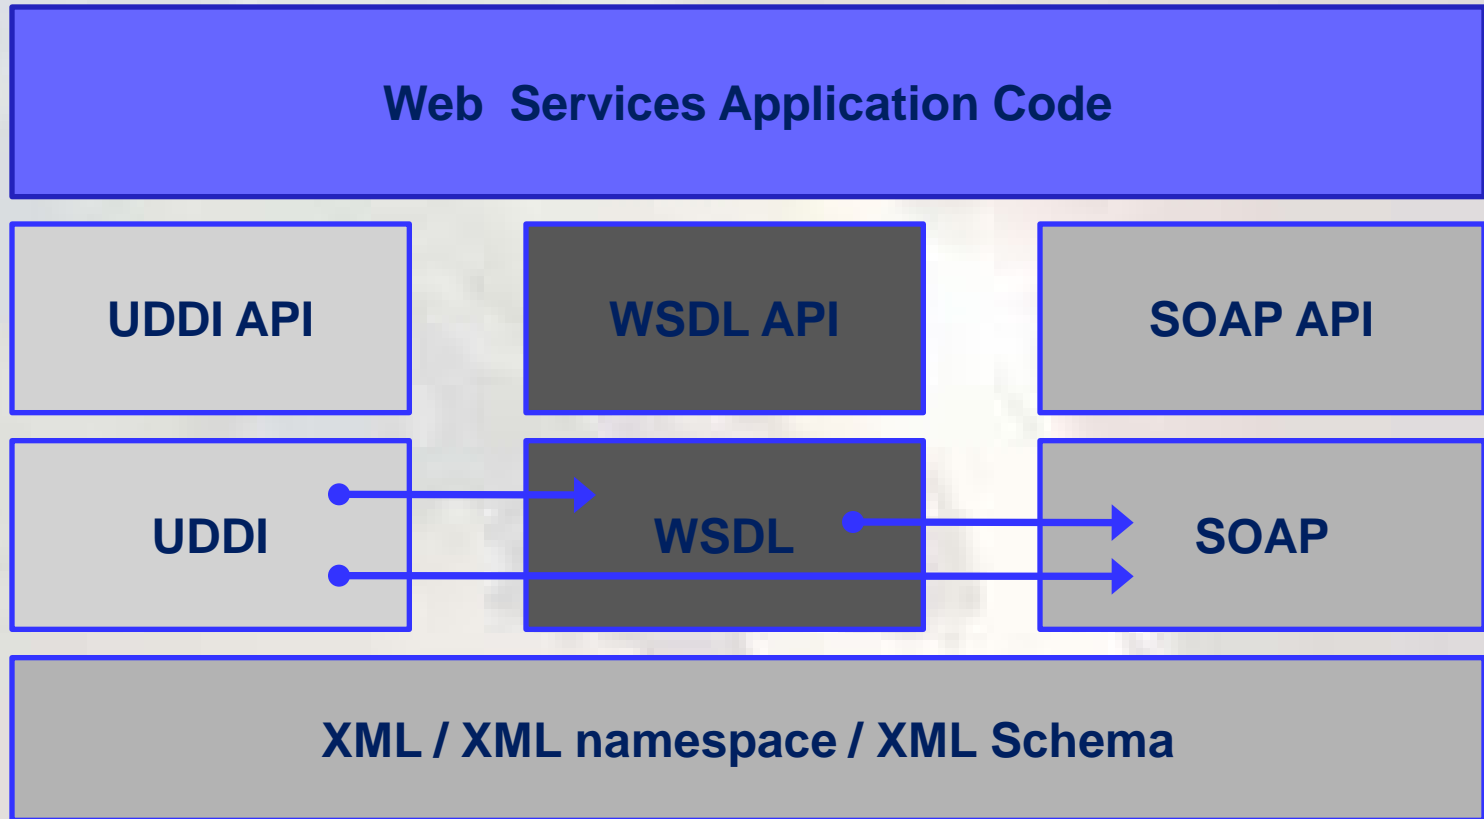 Web Services Application Code
UDDI API
WSDL API
SOAP API
UDDI
WSDL
SOAP
XML / XML namespace / XML Schema